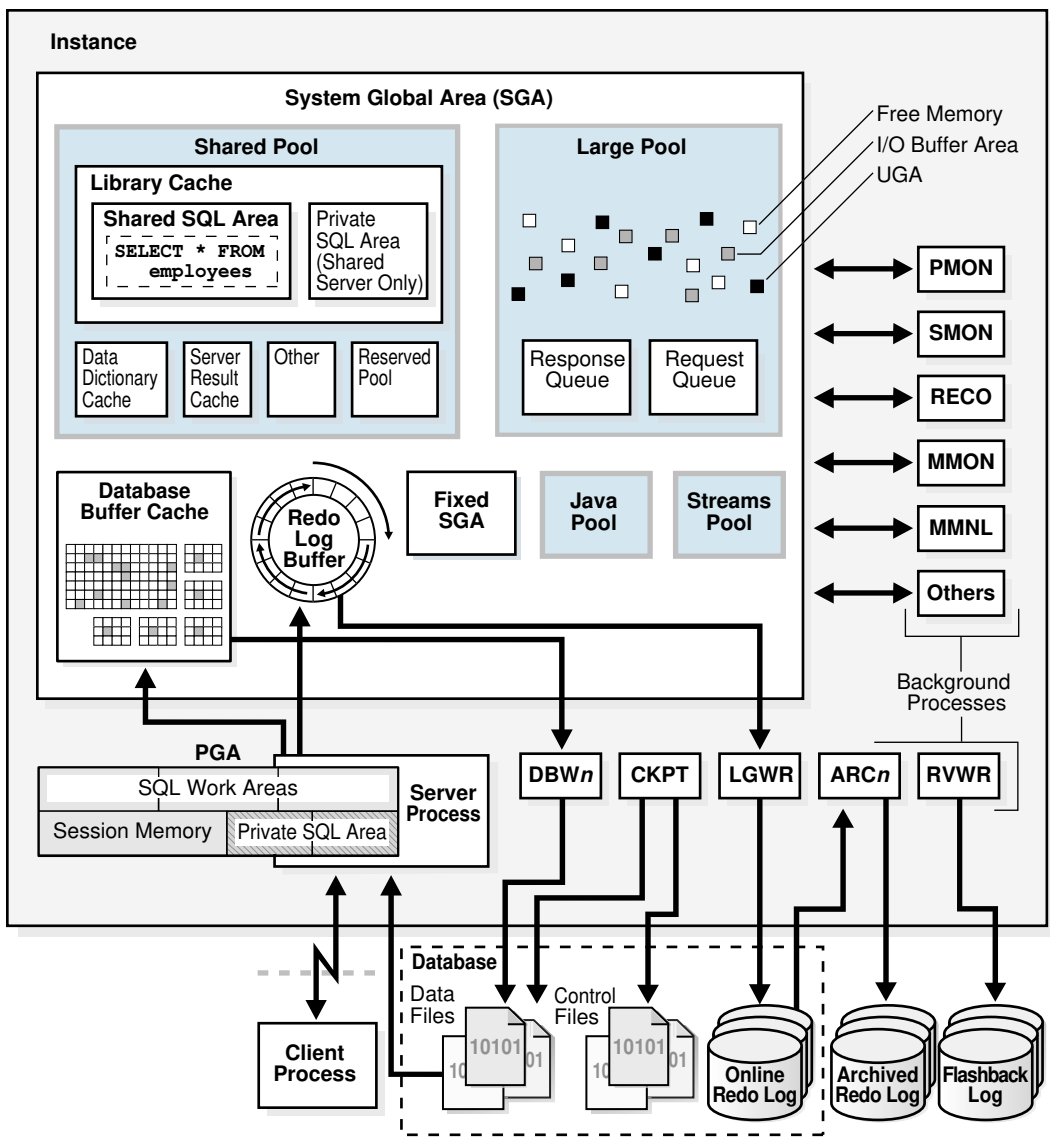 Instance
System Global Area (SGA)
Shared Pool
Library Cache
Shared SQL Area
SELECT * FROM
employees
Private
SQL Area
(Shared
Server Only)
Data
Dictionary
Cache
Server
Result
Cache
Other
Reserved
Pool
Large Pool
Free Memory
I/O Buffer Area
UGA
Response
Queue
Request
Queue
Database
Buffer Cache
Redo
Log
Buffer
Fixed
SGA
Java
Pool
Streams
Pool
PMON
SMON
RECO
MMON
MMNL
Others
Background
Processes
PGA
SQL Work Areas
Session Memory
Private SQL Area
Server
Process
DBWn
CKPT
LGWR
ARCn
RVWR
Client
Process
Database
Data
Files
10
10101
01
Control
Files
10
10101
01
Online
Redo Log
Archived
Redo Log
Flashback
Log